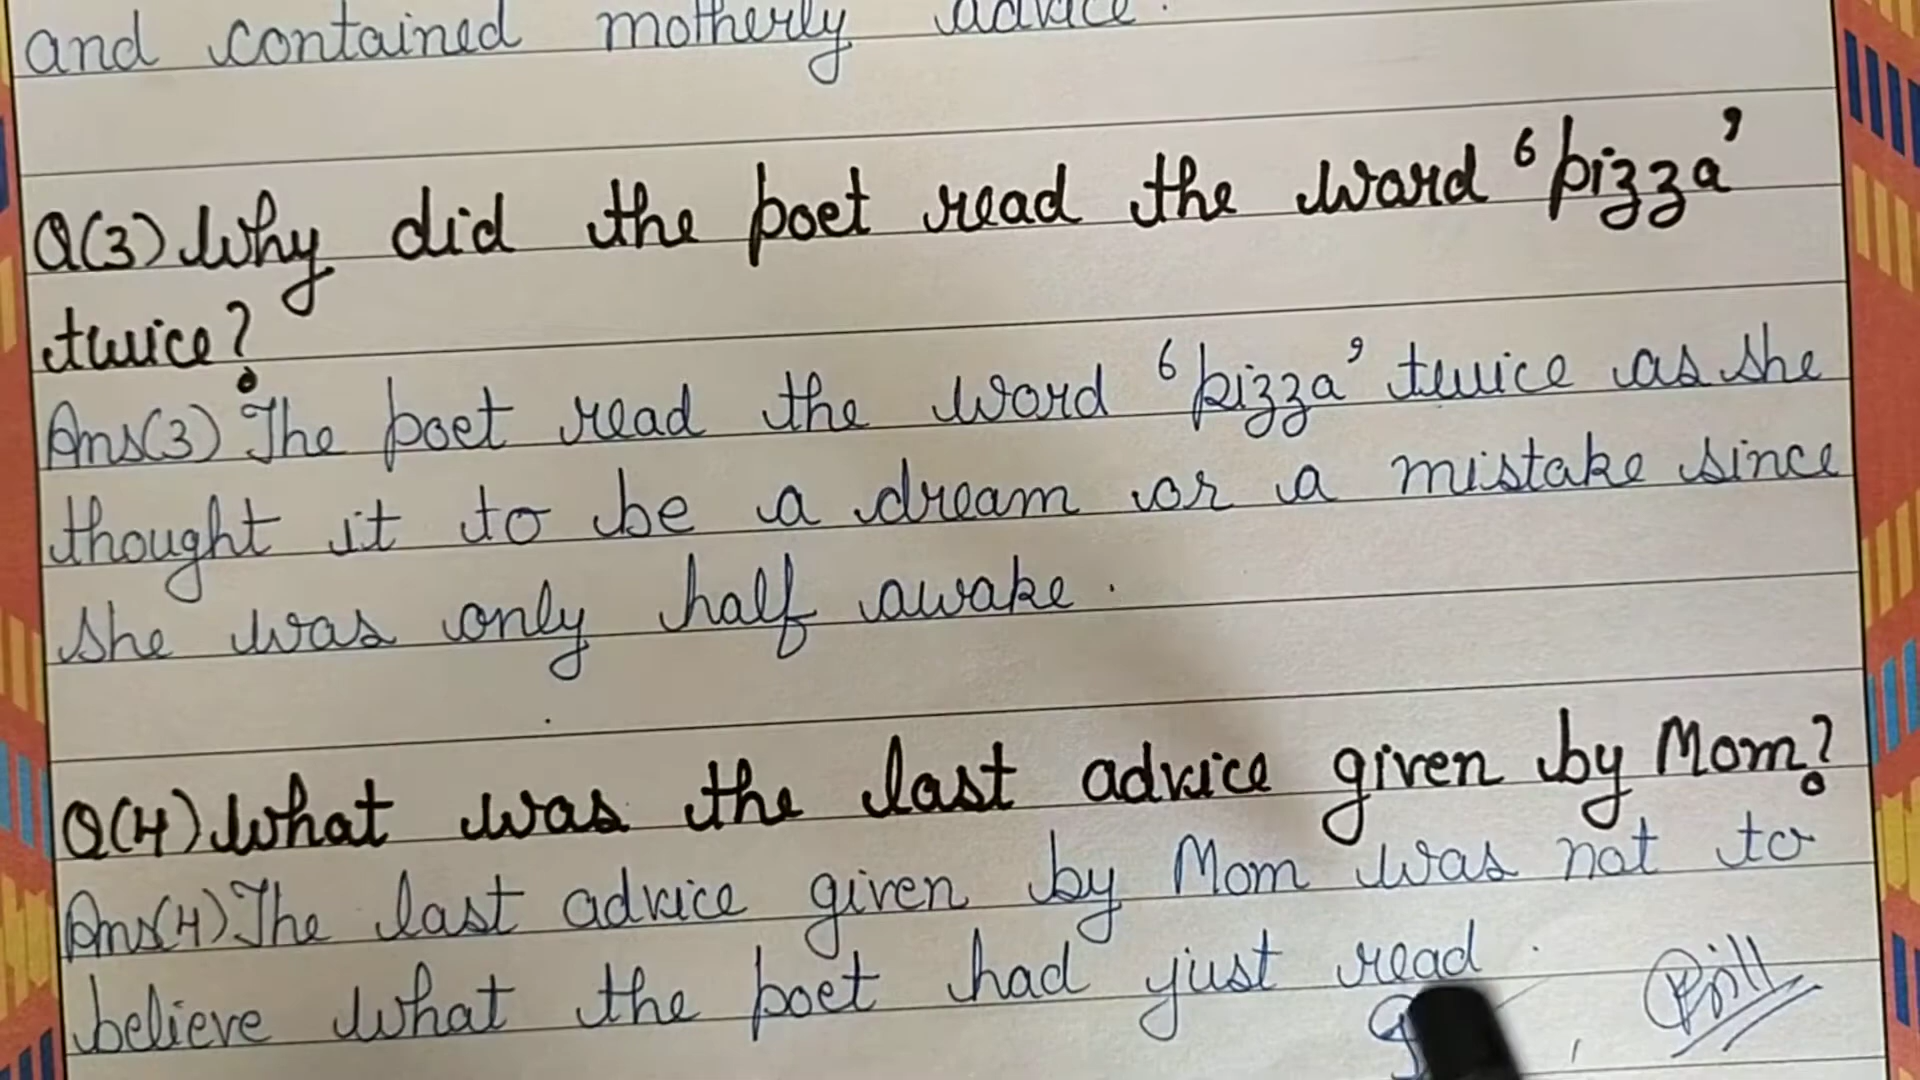 and contained motherly advice.
Q(3) Why did the poet read the word 'pizza'
twice?
Ans(3) The poet read the word 'pizza' twice as she
thought it to be a dream or a mistake since
she was only half awake.
Q(4) What was the last advice given by Mom?
Ans(4) The last advice given by Mom was not to
believe what the poet had just read.